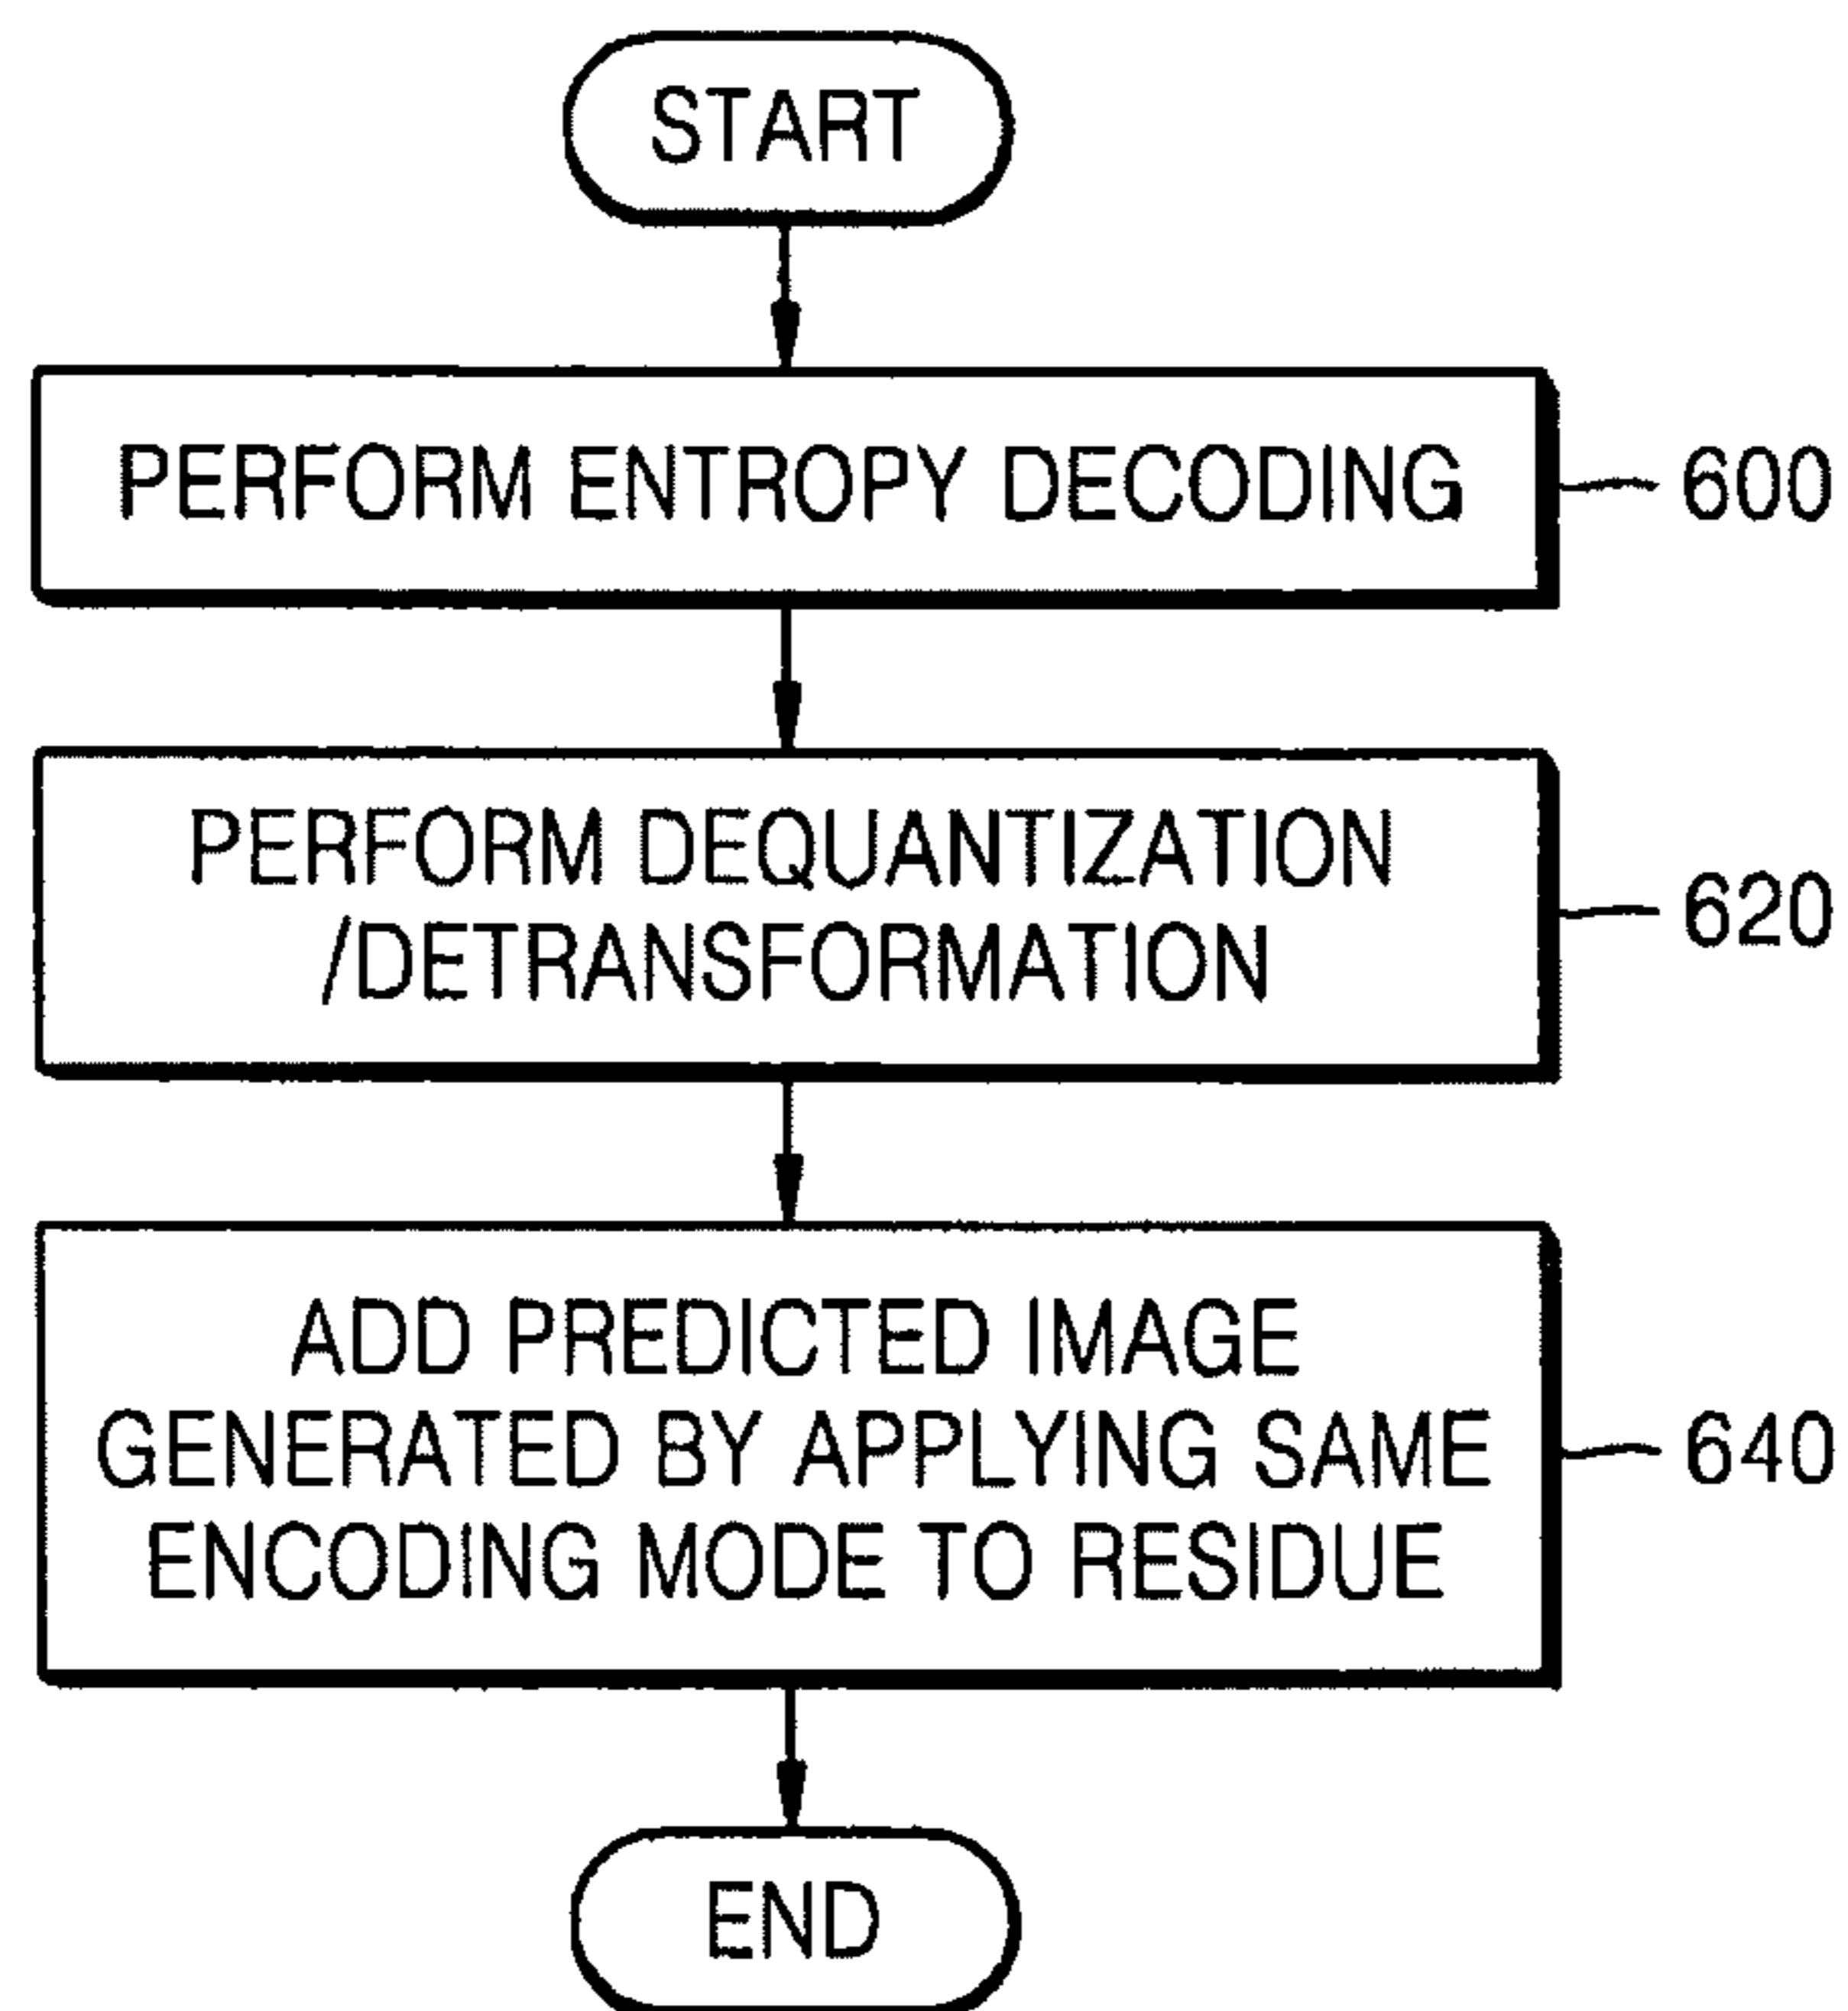 START
PERFORM ENTROPY DECODING
600
PERFORM DEQUANTIZATION
/DETRANSFORMATION
620
ADD PREDICTED IMAGE
GENERATED BY APPLYING SAME
ENCODING MODE TO RESIDUE
640
END